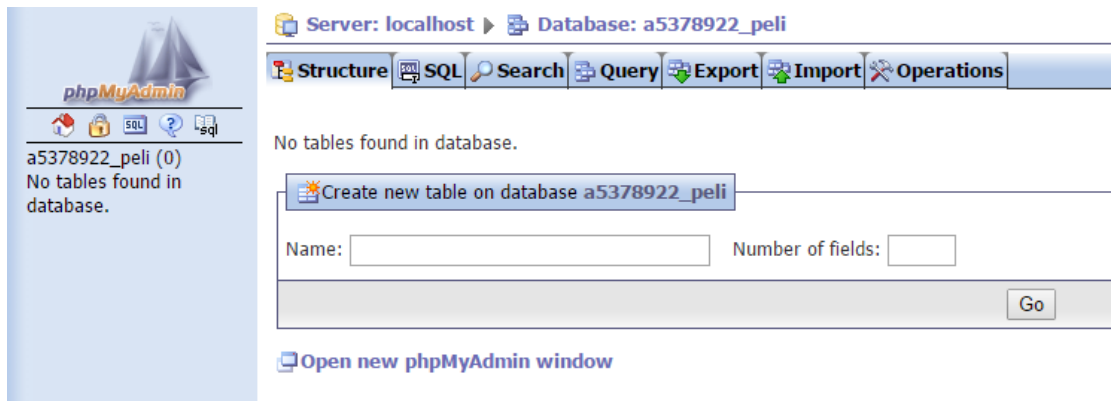 Server: localhost Database: a5378922_peli
Structure SQL Search Query Export Import Operations
phpMyAdmin
SQL sql
a5378922_peli (0)
No tables found in
database.
No tables found in database.
Create new table on database a5378922_peli
Name: Number of fields:
Go
Open new phpMyAdmin window